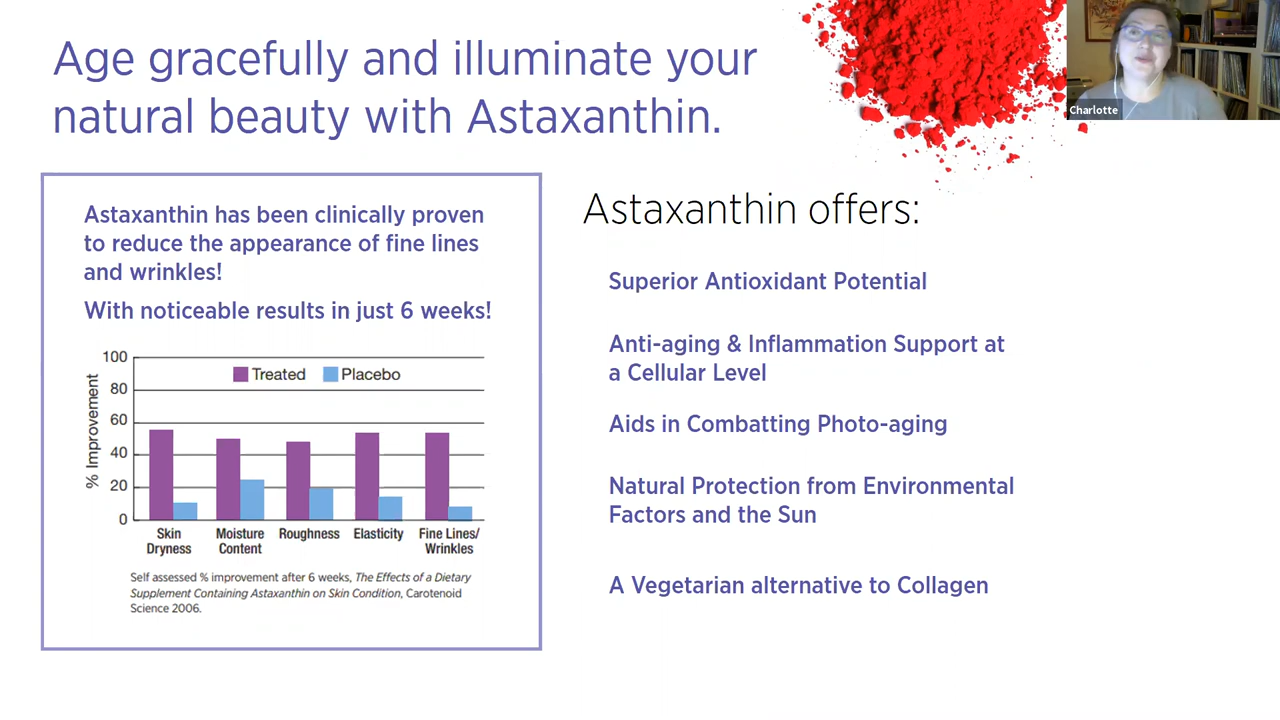 Age gracefully and illuminate your
natural beauty with Astaxanthin.
Charlotte
Astaxanthin has been clinically proven
to reduce the appearance of fine lines
and wrinkles!
With noticeable results in just 6 weeks!
% Improvement
100
80
60
40
20
0
Treated Placebo
Skin
Dryness
Moisture
Content
Roughness
Elasticity
Fine Lines/
Wrinkles
Self assessed % improvement after 6 weeks, The Effects of a Dietary
Supplement Containing Astaxanthin on Skin Condition, Carotenoid
Science 2006.
Astaxanthin offers:
Superior Antioxidant Potential
Anti-aging & Inflammation Support at
a Cellular Level
Aids in Combatting Photo-aging
Natural Protection from Environmental
Factors and the Sun
A Vegetarian alternative to Collagen